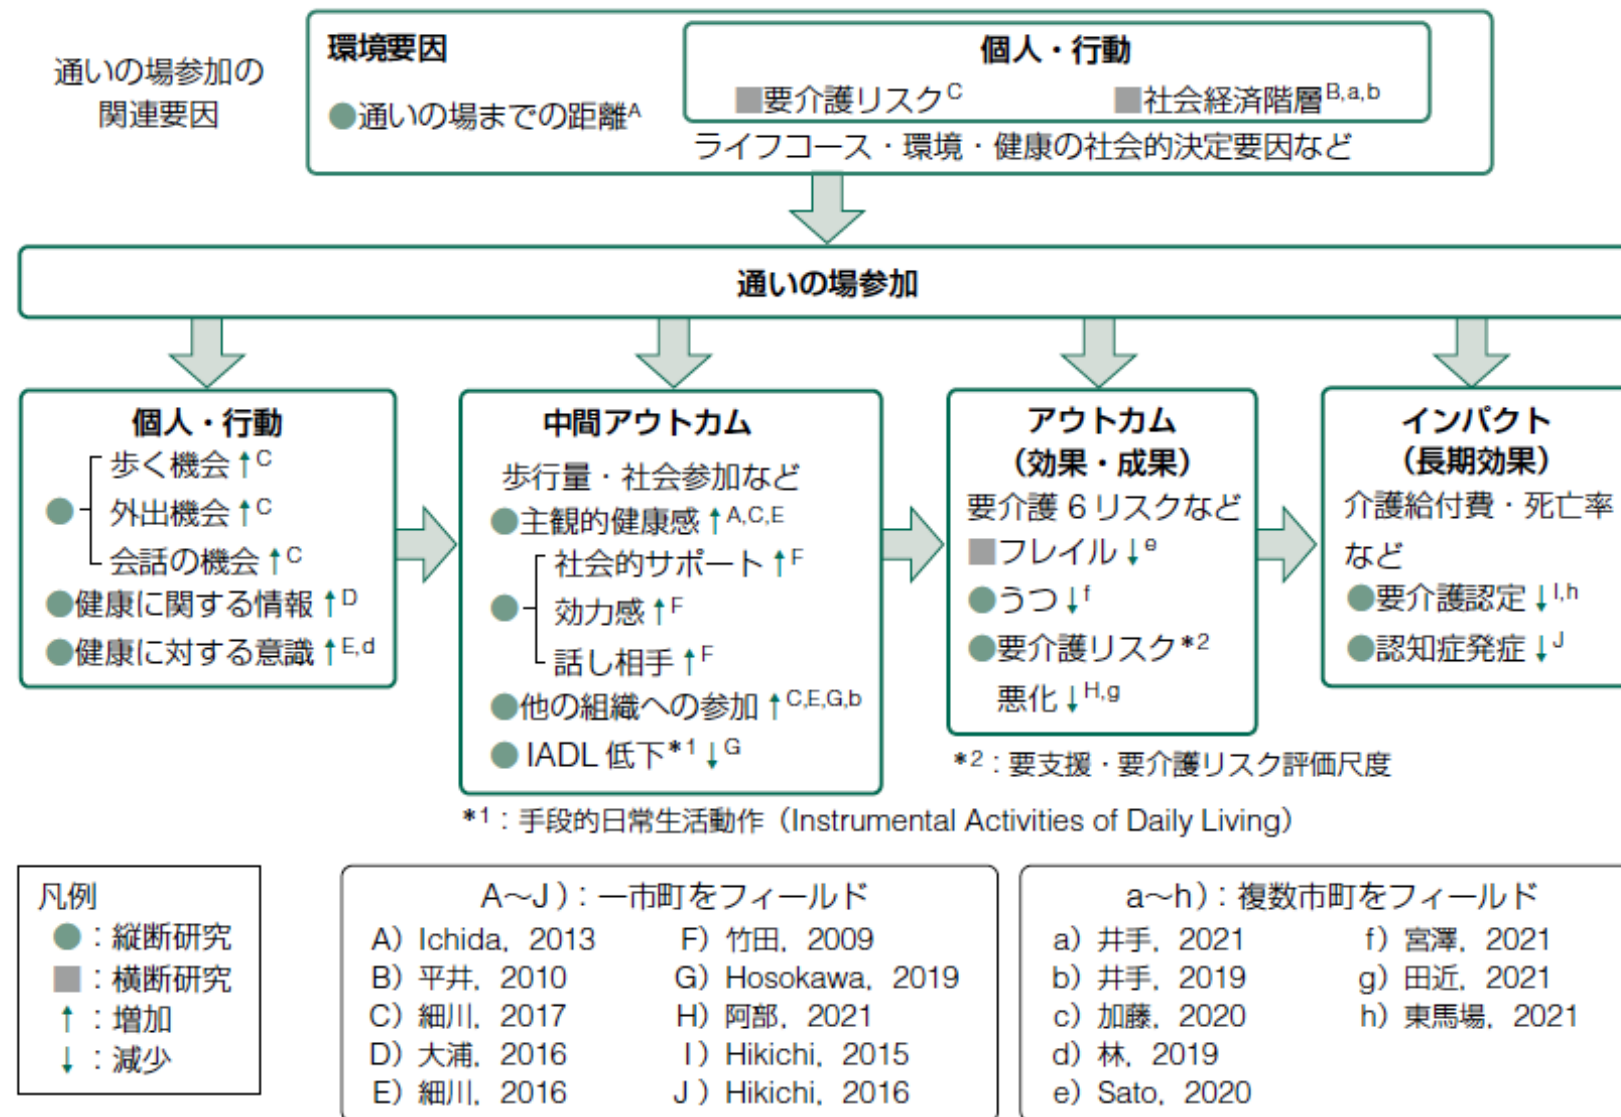 通いの場参加の
関連要因
環境要因
●通いの場までの距離A
個人・行動
■要介護リスクC ■社会経済階層B,a,b
ライフコース・環境・健康の社会的決定要因など
通いの場参加
個人・行動
歩く機会↑C
外出機会↑C
会話の機会↑C
●健康に関する情報↑D
●健康に対する意識↑E,d
中間アウトカム
歩行量・社会参加など
●主観的健康感↑A,C,E
社会的サポート↑F
効力感↑F
話し相手↑F
●他の組織への参加↑C,E,G,b
●IADL 低下*1↓G
アウトカム
(効果・成果)
要介護 6 リスクなど
■フレイル↓e
●うつ↓f
●要介護リスク*2
悪化↓H,g
インパクト
(長期効果)
介護給付費・死亡率
など
●要介護認定↓I,h
●認知症発症↓J
*2:要支援・要介護リスク評価尺度
*1:手段的日常生活動作(Instrumental Activities of Daily Living)
凡例
●:縦断研究
■:横断研究
↑:増加
↓:減少
A~J):一市町をフィールド
A)Ichida, 2013
B)平井, 2010
C)細川, 2017
D)大浦, 2016
E)細川, 2016
F)竹田, 2009
G)Hosokawa, 2019
H)阿部, 2021
I)Hikichi, 2015
J)Hikichi, 2016
a~h):複数市町をフィールド
a)井手, 2021
b)井手, 2019
c)加藤, 2020
d)林, 2019
e)Sato, 2020
f)宮澤, 2021
g)田近, 2021
h)東馬場, 2021